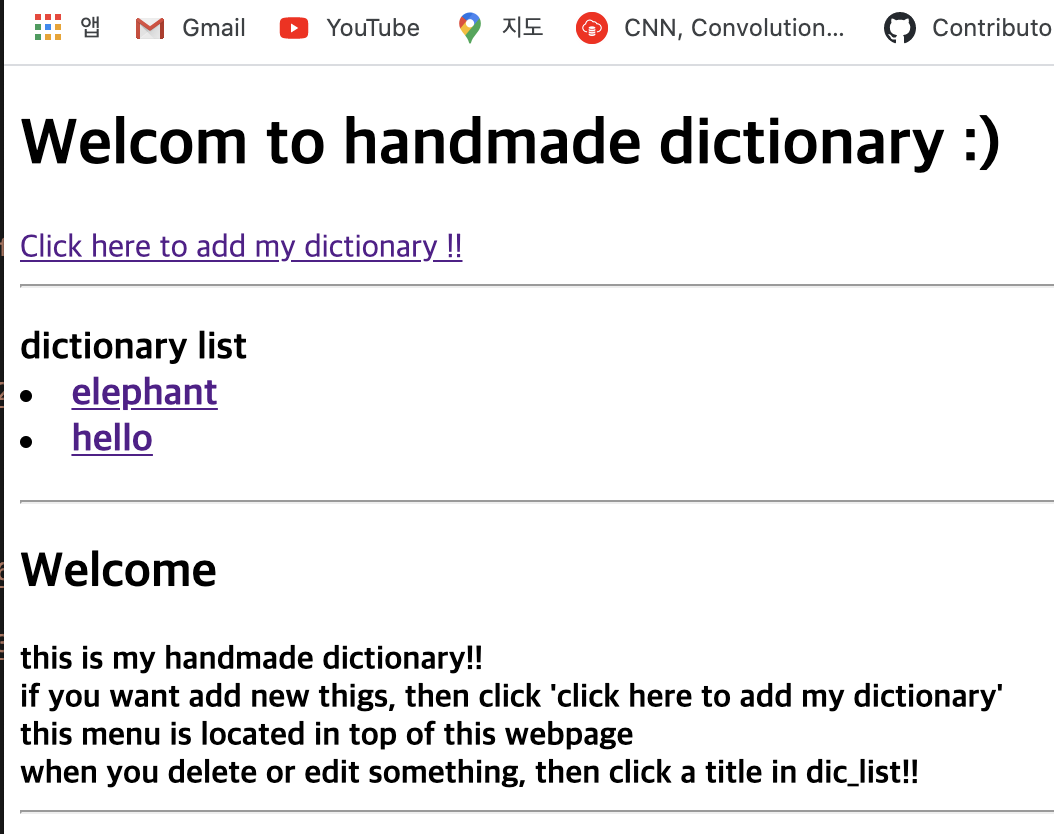 앱 Gmail YouTube 지도 CNN, Convolution... Contributo
Welcom to handmade dictionary :)
Click here to add my dictionary !!
dictionary list
• elephant
• hello
Welcome
this is my handmade dictionary!!
if you want add new thigs, then click 'click here to add my dictionary'
this menu is located in top of this webpage
when you delete or edit something, then click a title in dic_list!!